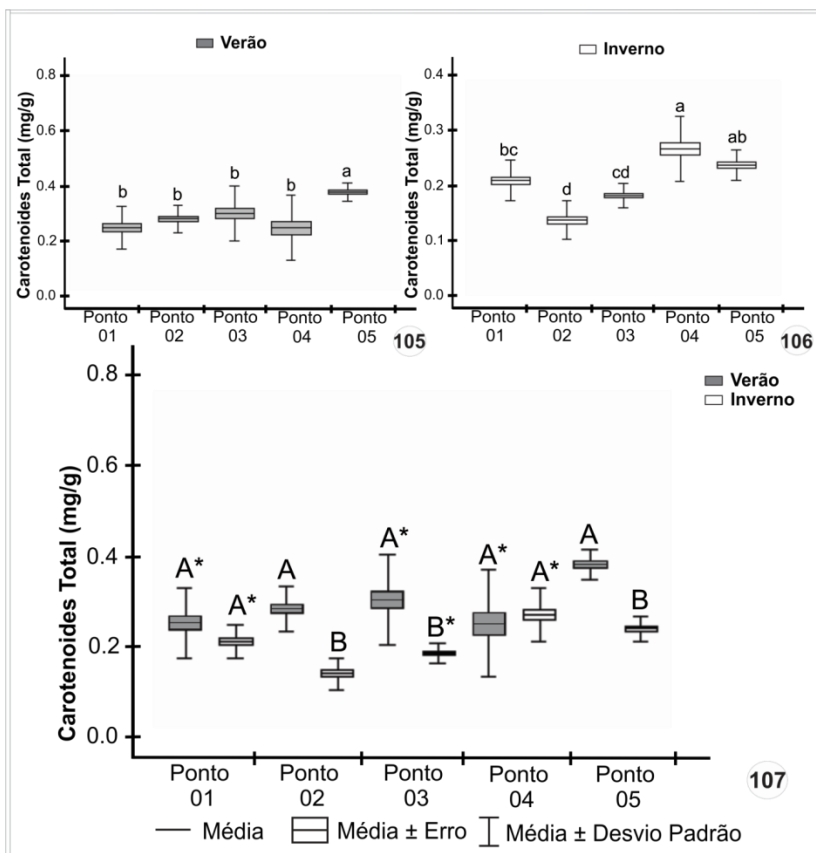 Verão
Carotenoides Total (mg/g)
0.8
0.6
0.4
0.2
0.0
b
b
b
b
a
Ponto 01
Ponto 02
Ponto 03
Ponto 04
Ponto 05
105
Inverno
Carotenoides Total (mg/g)
0.4
0.3
0.2
0.1
0.0
bc
d
cd
a
ab
Ponto 01
Ponto 02
Ponto 03
Ponto 04
Ponto 05
106
Verão
Inverno
Carotenoides Total (mg/g)
0.8
0.6
0.4
0.2
0.0
A*
A*
A
B
A*
B*
A*
A*
A
B
Ponto 01
Ponto 02
Ponto 03
Ponto 04
Ponto 05
107
Média
Média ± Erro
Média ± Desvio Padrão